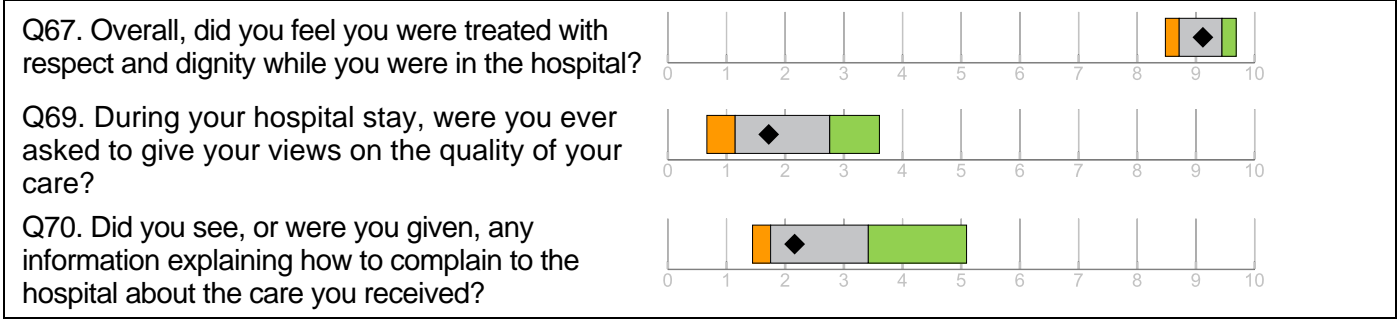 Q67. Overall, did you feel you were treated with
respect and dignity while you were in the hospital?
0 1 2 3 4 5 6 7 8 9 10
Q69. During your hospital stay, were you ever
asked to give your views on the quality of your
care?
0 1 2 3 4 5 6 7 8 9 10
Q70. Did you see, or were you given, any
information explaining how to complain to the
hospital about the care you received?
0 1 2 3 4 5 6 7 8 9 10